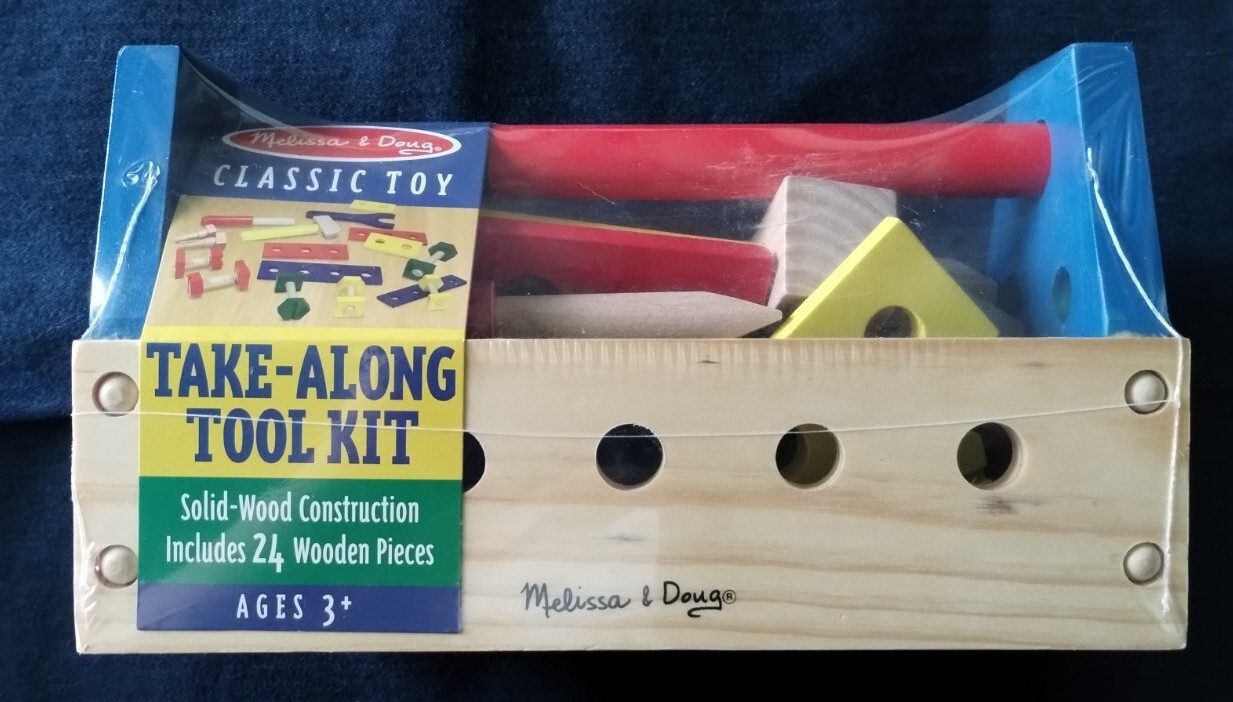 Melissa & Doug®
CLASSIC TOY
TAKE-ALONG
TOOL KIT
Solid-Wood Construction
Includes 24 Wooden Pieces
AGES 3+
Melissa & Doug®